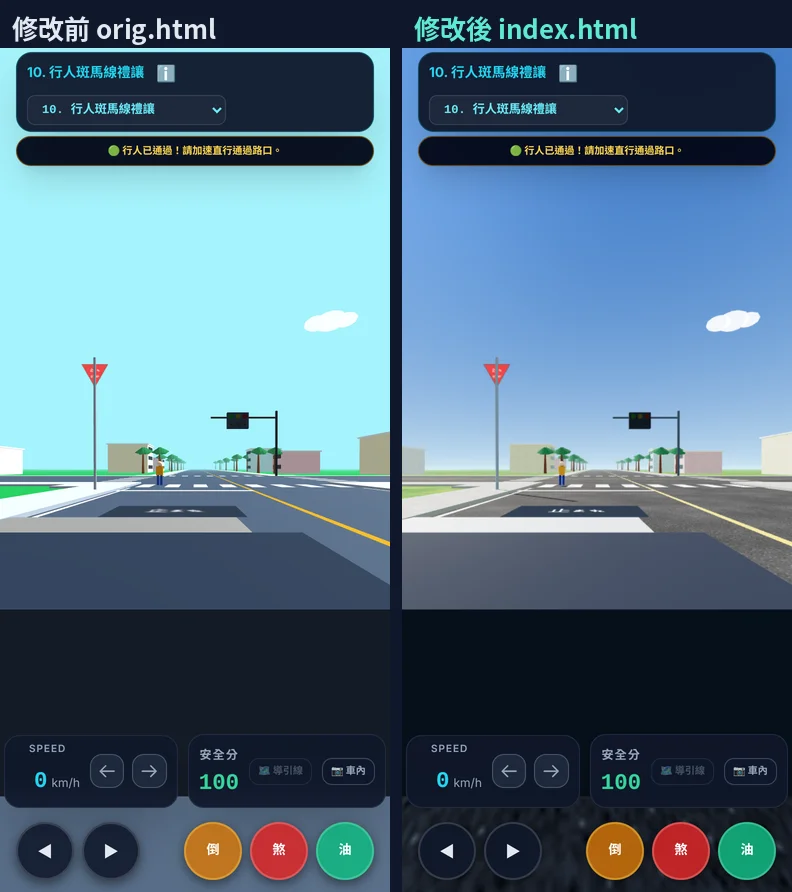 修改前 orig.html
10. 行人斑馬線禮讓 ℹ️
10. 行人斑馬線禮讓
🟢 行人已通過！請加速直行通過路口。
SPEED
0 km/h
←
→
安全分
100
🗺️ 導引線
📷 車內
◀
▶
倒
煞
油
修改後 index.html
10. 行人斑馬線禮讓 ℹ️
10. 行人斑馬線禮讓
🟢 行人已通過！請加速直行通過路口。
SPEED
0 km/h
←
→
安全分
100
🗺️ 導引線
📷 車內
◀
▶
倒
煞
油